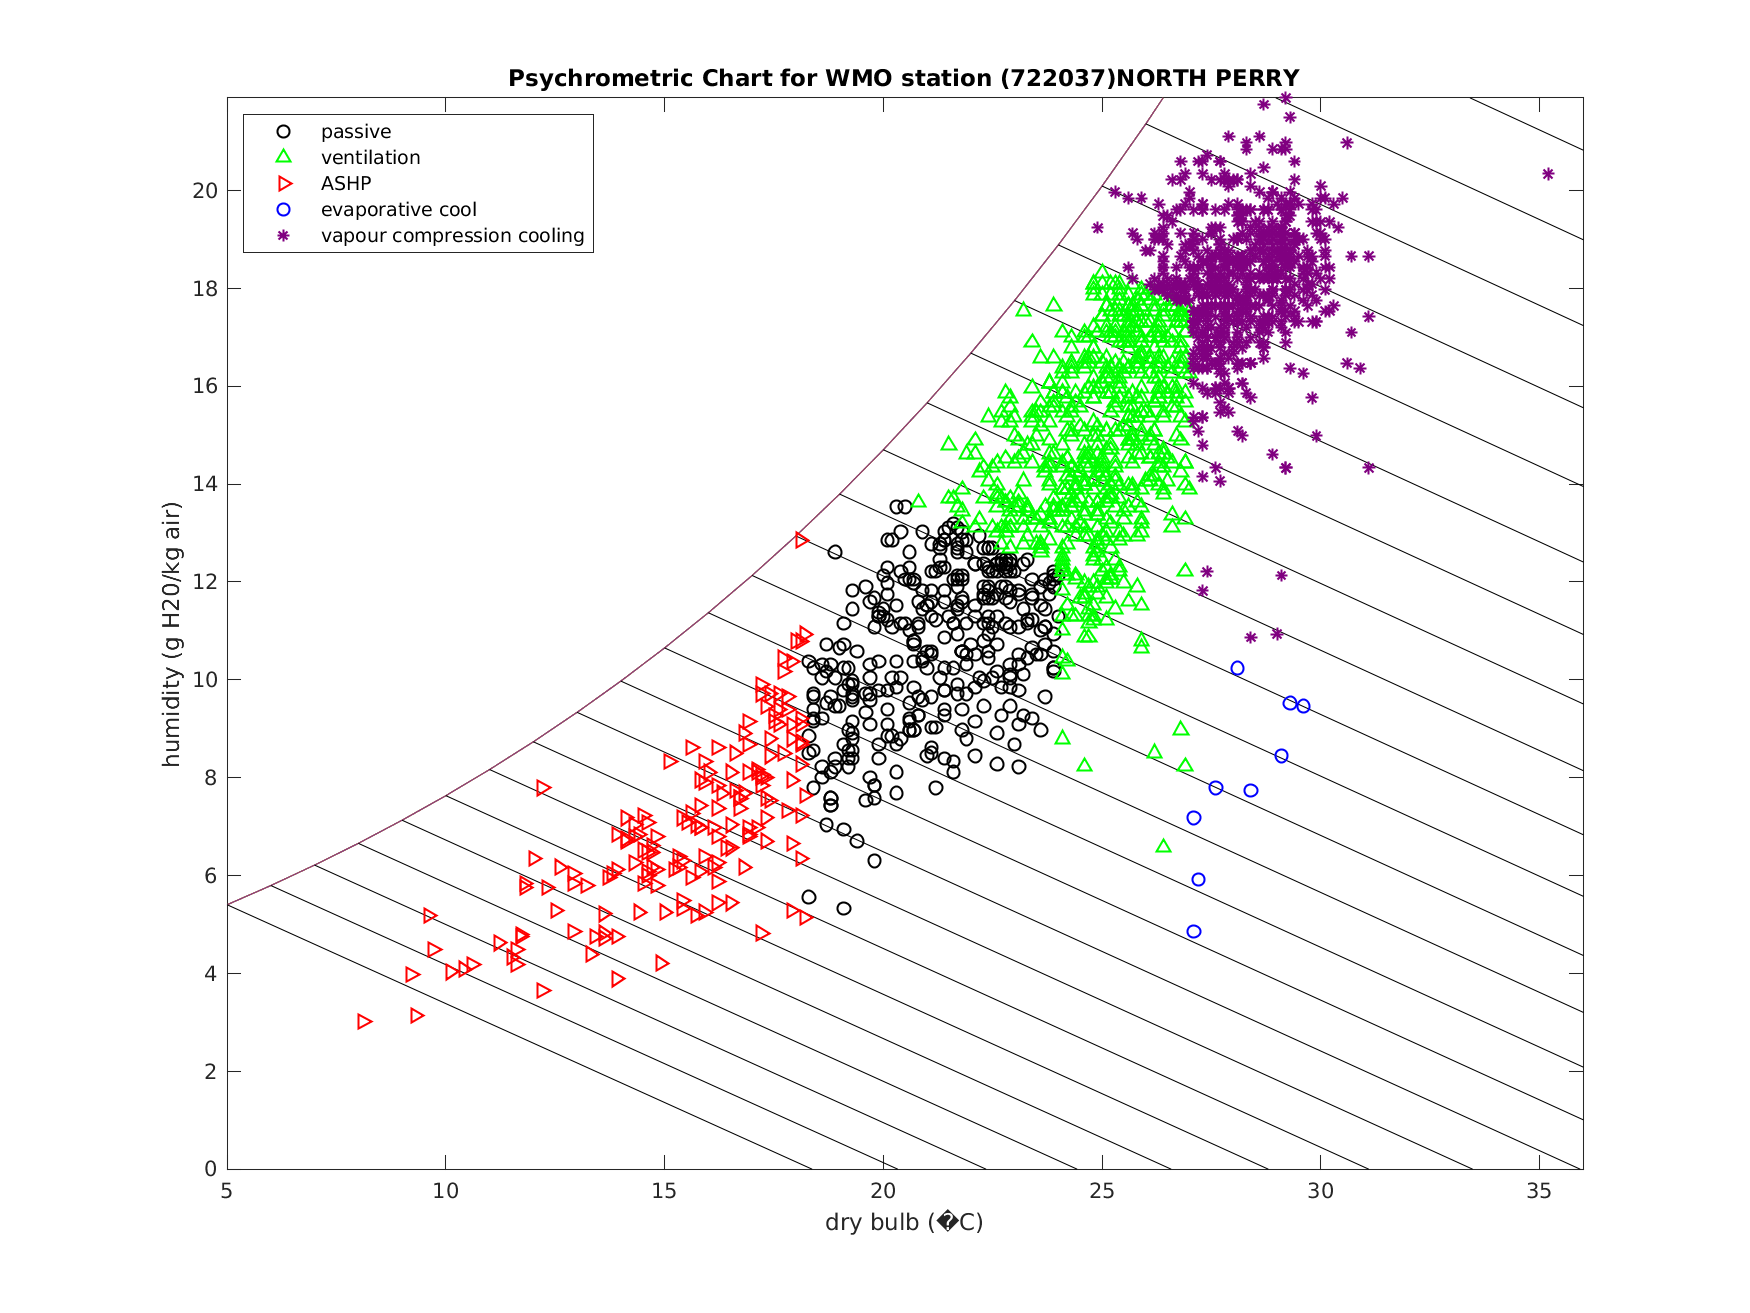 Psychrometric Chart for WMO station (722037)NORTH PERRY
passive
ventilation
ASHP
evaporative cool
vapour compression cooling
humidity (g H20/kg air)
20
18
16
14
12
10
8
6
4
2
0
5 10 15 20 25 30 35
dry bulb (�C)